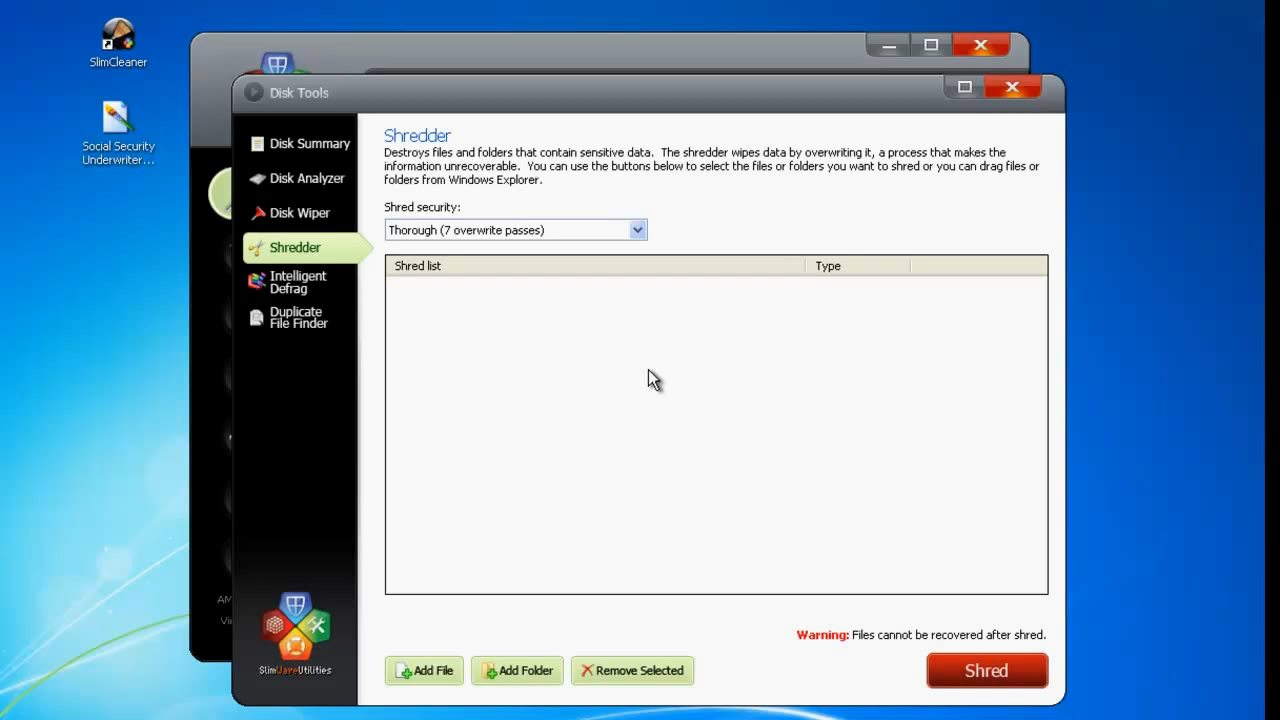 SlimCleaner
Social Security
Underwriter...
Disk Tools
Disk Summary
Disk Analyzer
Disk Wiper
Shredder
Intelligent
Defrag
Duplicate
File Finder
SlimWareUtilities
Shredder
Destroys files and folders that contain sensitive data. The shredder wipes data by overwriting it, a process that makes the
information unrecoverable. You can use the buttons below to select the files or folders you want to shred or you can drag files or
folders from Windows Explorer.
Shred security:
Thorough (7 overwrite passes)
Shred list Type
Warning: Files cannot be recovered after shred.
Add File Add Folder Remove Selected Shred